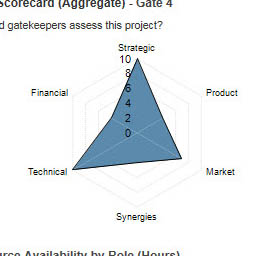 Scorecard (Aggregate) - Gate 4
gatekeepers assess this project?
Strategic
10
8
6
4
2
0
Financial
Product
Technical
Market
Synergies
Availability by Role (Hours)